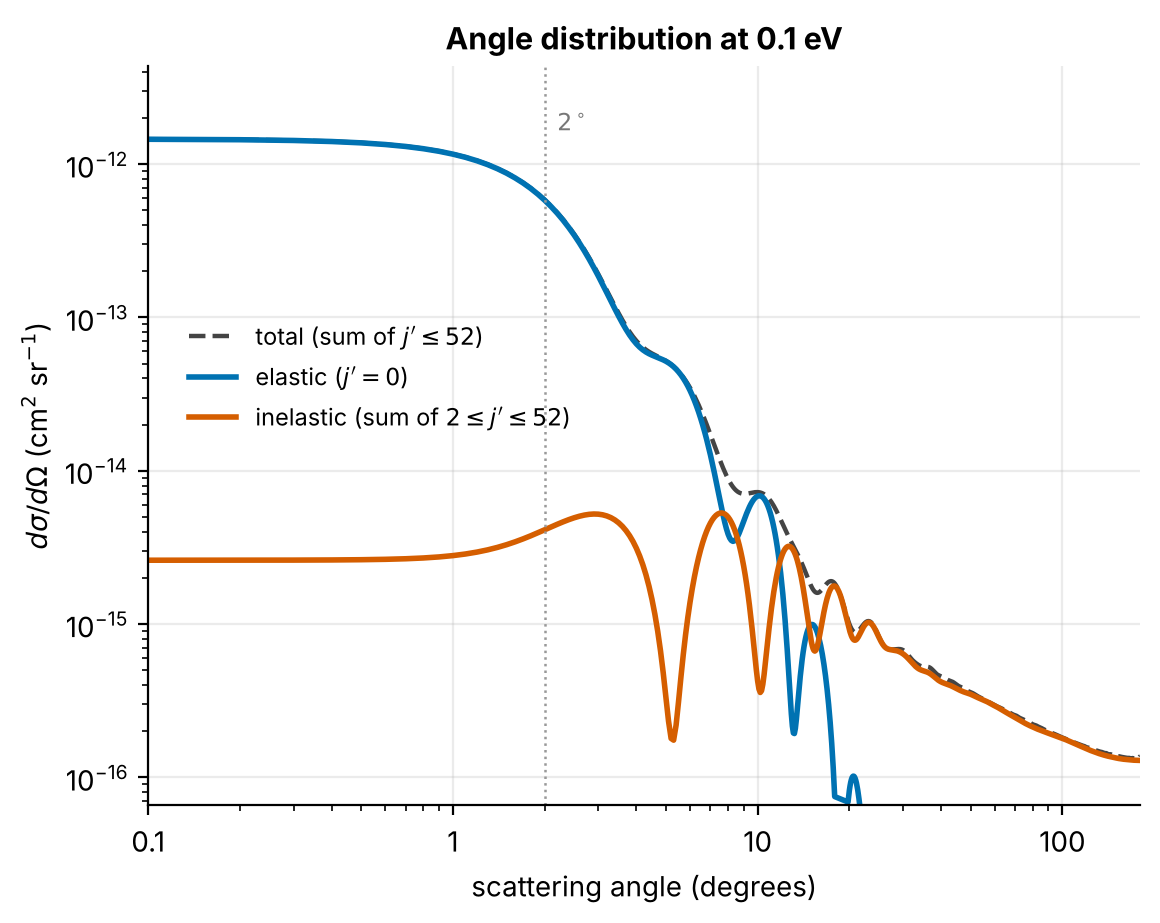 Angle distribution at 0.1 eV
2°
10⁻¹²
10⁻¹³
10⁻¹⁴
10⁻¹⁵
10⁻¹⁶
dσ/dΩ (cm² sr⁻¹)
total (sum of j′ ≤ 52)
elastic (j′ = 0)
inelastic (sum of 2 ≤ j′ ≤ 52)
0.1 1 10 100
scattering angle (degrees)